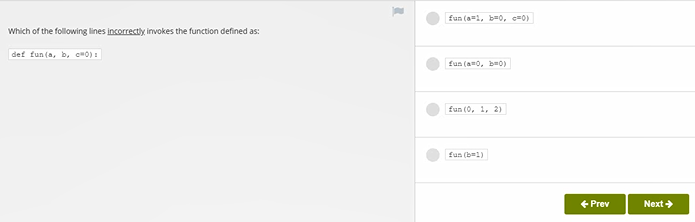 Which of the following lines incorrectly invokes the function defined as:
def fun(a, b, c=0):
fun(a=1, b=0, c=0)
fun(a=0, b=0)
fun(0, 1, 2)
fun(b=1)
Prev Next